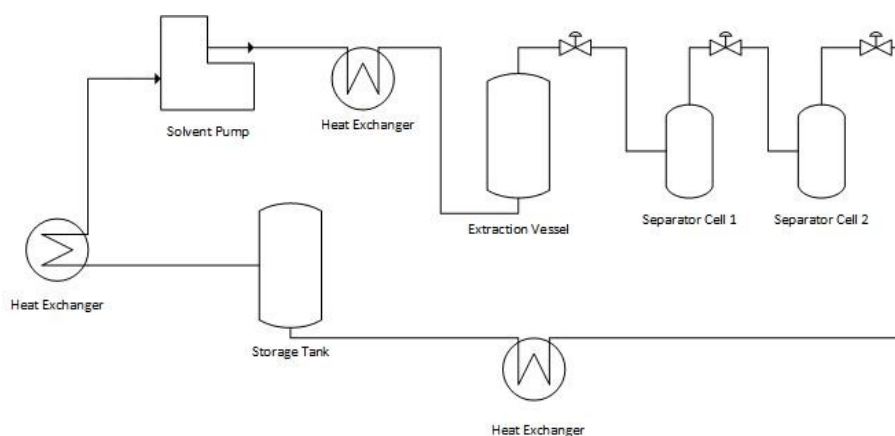 Solvent Pump
Heat Exchanger
Extraction Vessel
Separator Cell 1
Separator Cell 2
Heat Exchanger
Storage Tank
Heat Exchanger